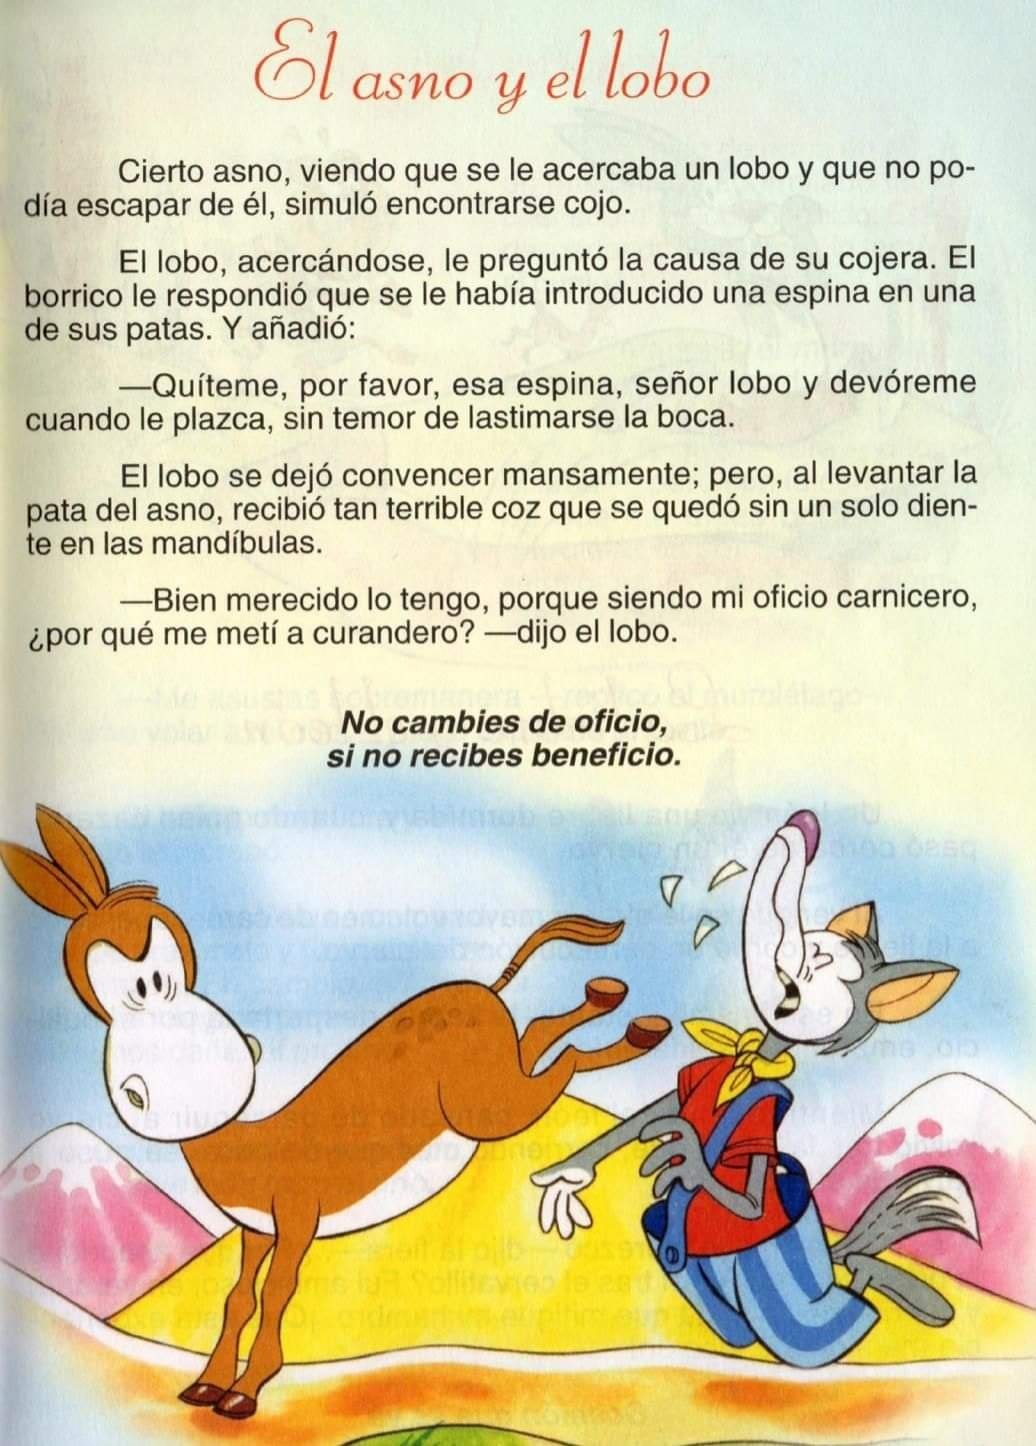 El asno y el lobo
Cierto asno, viendo que se le acercaba un lobo y que no po-
día escapar de él, simuló encontrarse cojo.
El lobo, acercándose, le preguntó la causa de su cojera. El
borrico le respondió que se le había introducido una espina en una
de sus patas. Y añadió:
—Quíteme, por favor, esa espina, señor lobo y devóreme
cuando le plazca, sin temor de lastimarse la boca.
El lobo se dejó convencer mansamente; pero, al levantar la
pata del asno, recibió tan terrible coz que se quedó sin un solo dien-
te en las mandíbulas.
—Bien merecido lo tengo, porque siendo mi oficio carnicero,
¿por qué me metí a curandero? —dijo el lobo.
No cambies de oficio,
si no recibes beneficio.